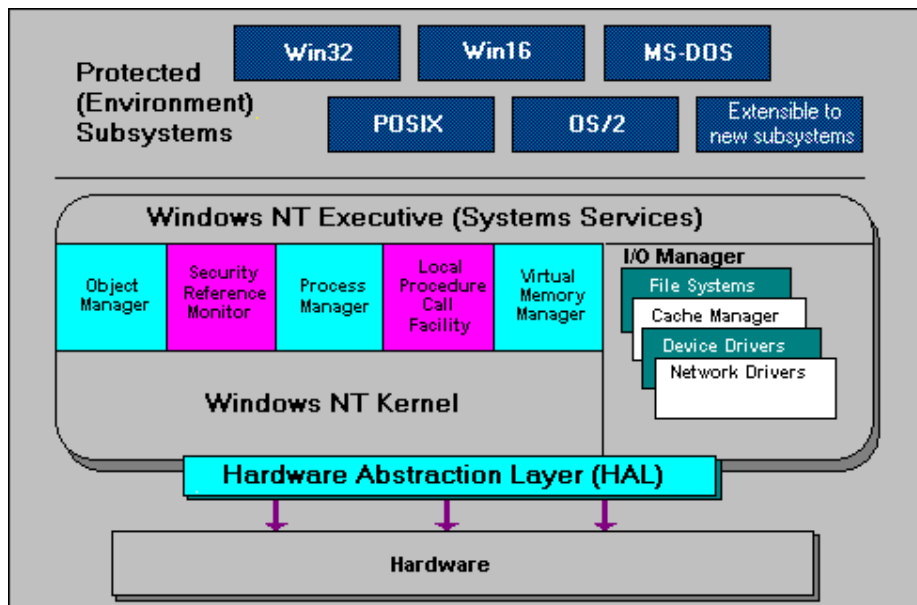 Protected
(Environment)
Subsystems
Win32
Win16
MS-DOS
POSIX
OS/2
Extensible to
new subsystems
Windows NT Executive (Systems Services)
Object
Manager
Security
Reference
Monitor
Process
Manager
Local
Procedure
Call
Facility
Virtual
Memory
Manager
I/O Manager
File Systems
Cache Manager
Device Drivers
Network Drivers
Windows NT Kernel
Hardware Abstraction Layer (HAL)
Hardware